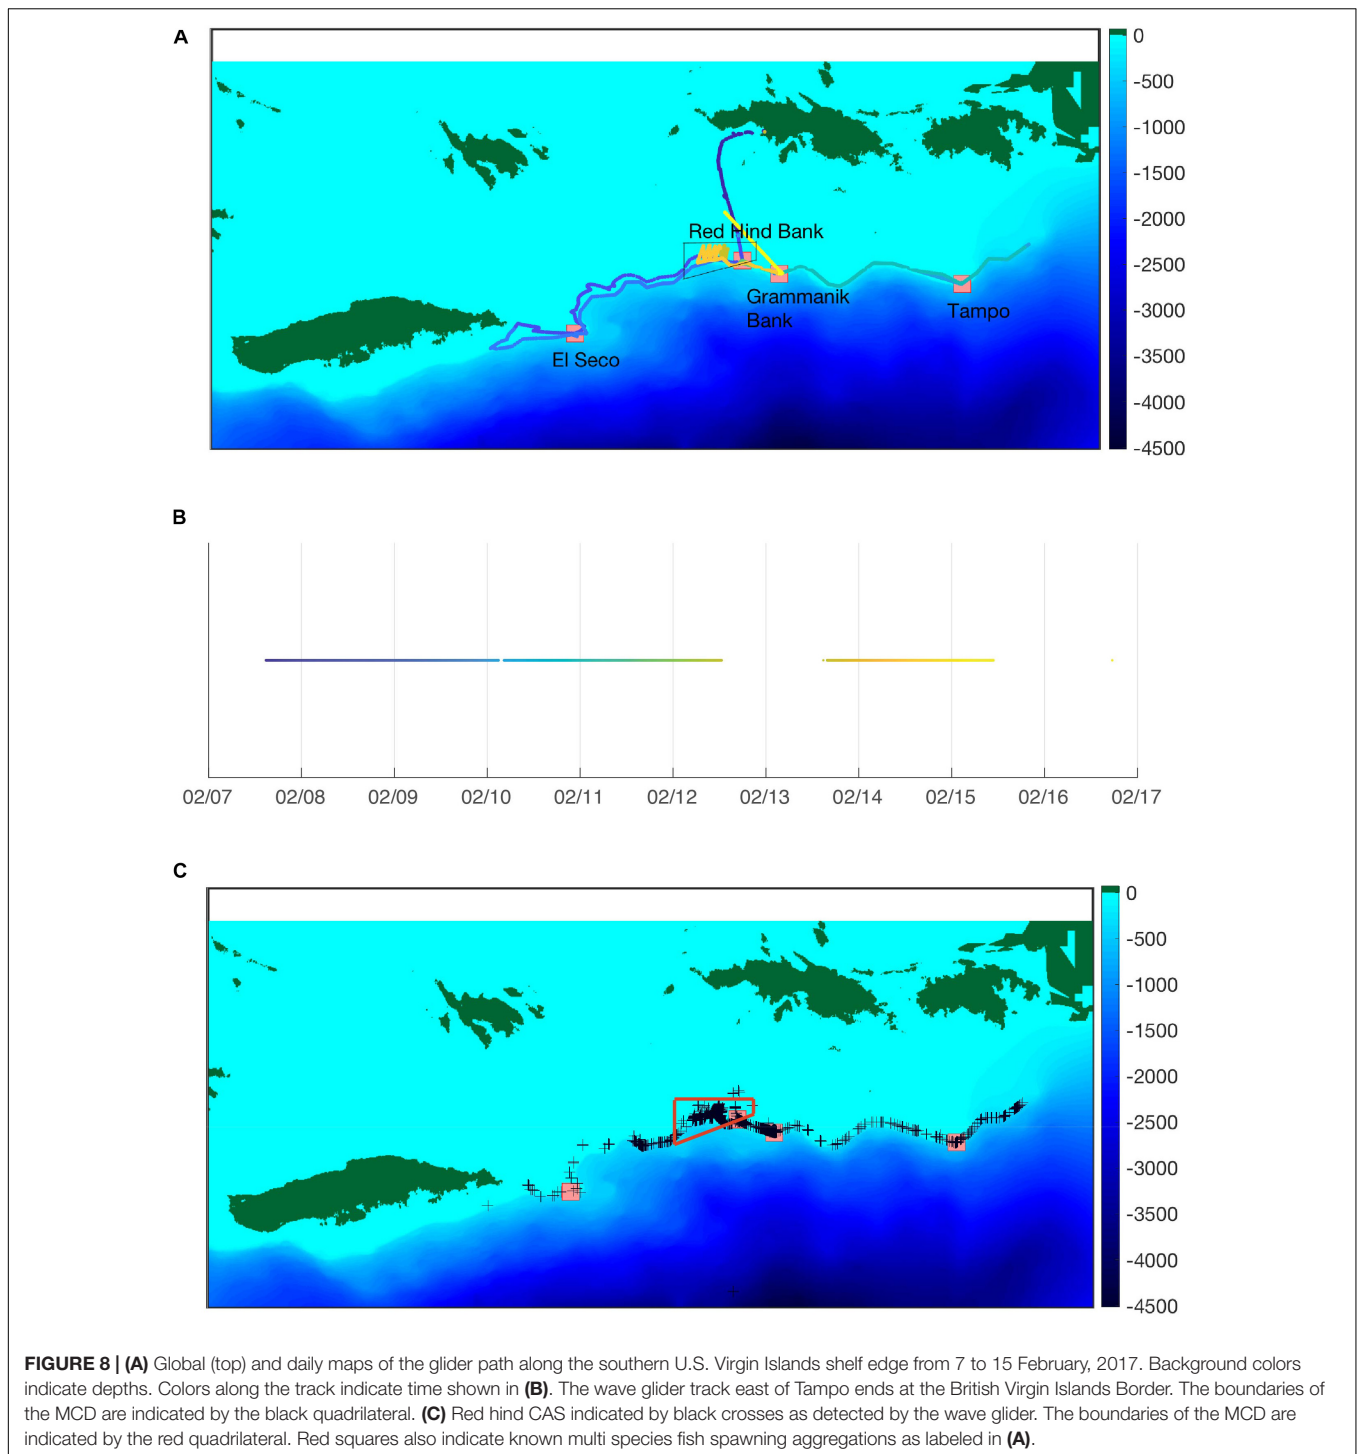 A
0
-500
-1000
-1500
-2000
-2500
-3000
-3500
-4000
-4500
Red Hind Bank
Grammanik
Bank
Tampo
El Seco
B
02/07 02/08 02/09 02/10 02/11 02/12 02/13 02/14 02/15 02/16 02/17
C
0
-500
-1000
-1500
-2000
-2500
-3000
-3500
-4000
-4500
FIGURE 8 | (A) Global (top) and daily maps of the glider path along the southern U.S. Virgin Islands shelf edge from 7 to 15 February, 2017. Background colors
indicate depths. Colors along the track indicate time shown in (B). The wave glider track east of Tampo ends at the British Virgin Islands Border. The boundaries of
the MCD are indicated by the black quadrilateral. (C) Red hind CAS indicated by black crosses as detected by the wave glider. The boundaries of the MCD are
indicated by the red quadrilateral. Red squares also indicate known multi species fish spawning aggregations as labeled in (A).